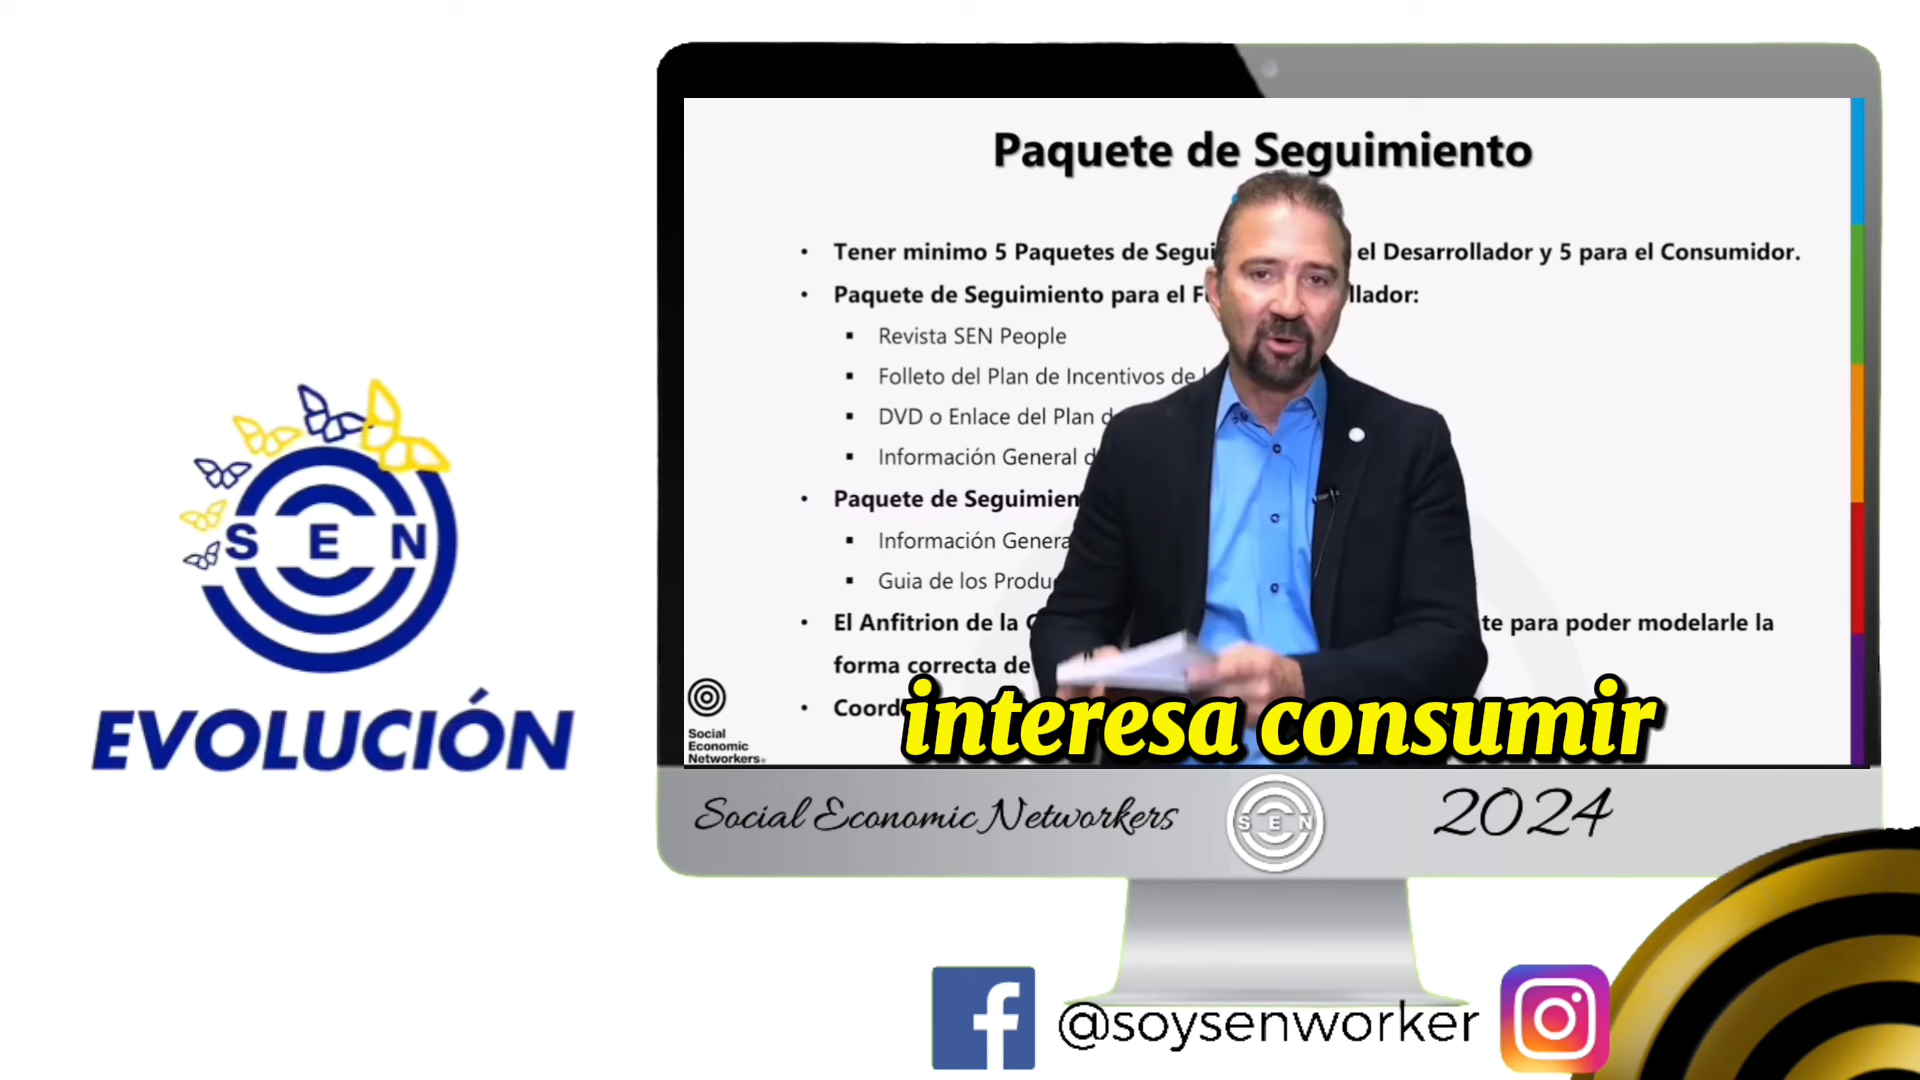 S E N
EVOLUCIÓN
Paquete de Seguimiento
• Tener minimo 5 Paquetes de Segui el Desarrollador y 5 para el Consumidor.
• Paquete de Seguimiento para el F llador:
▪ Revista SEN People
▪ Folleto del Plan de Incentivos de
▪ DVD o Enlace del Plan d
▪ Información General d
• Paquete de Seguimien
▪ Información Genera
▪ Guia de los Produc
• El Anfitrion de la te para poder modelarle la
forma correcta de
• Coord
interesa consumir
Social
Economic
Networkers®
Social Economic Networkers
S E N
2024
f @soysenworker